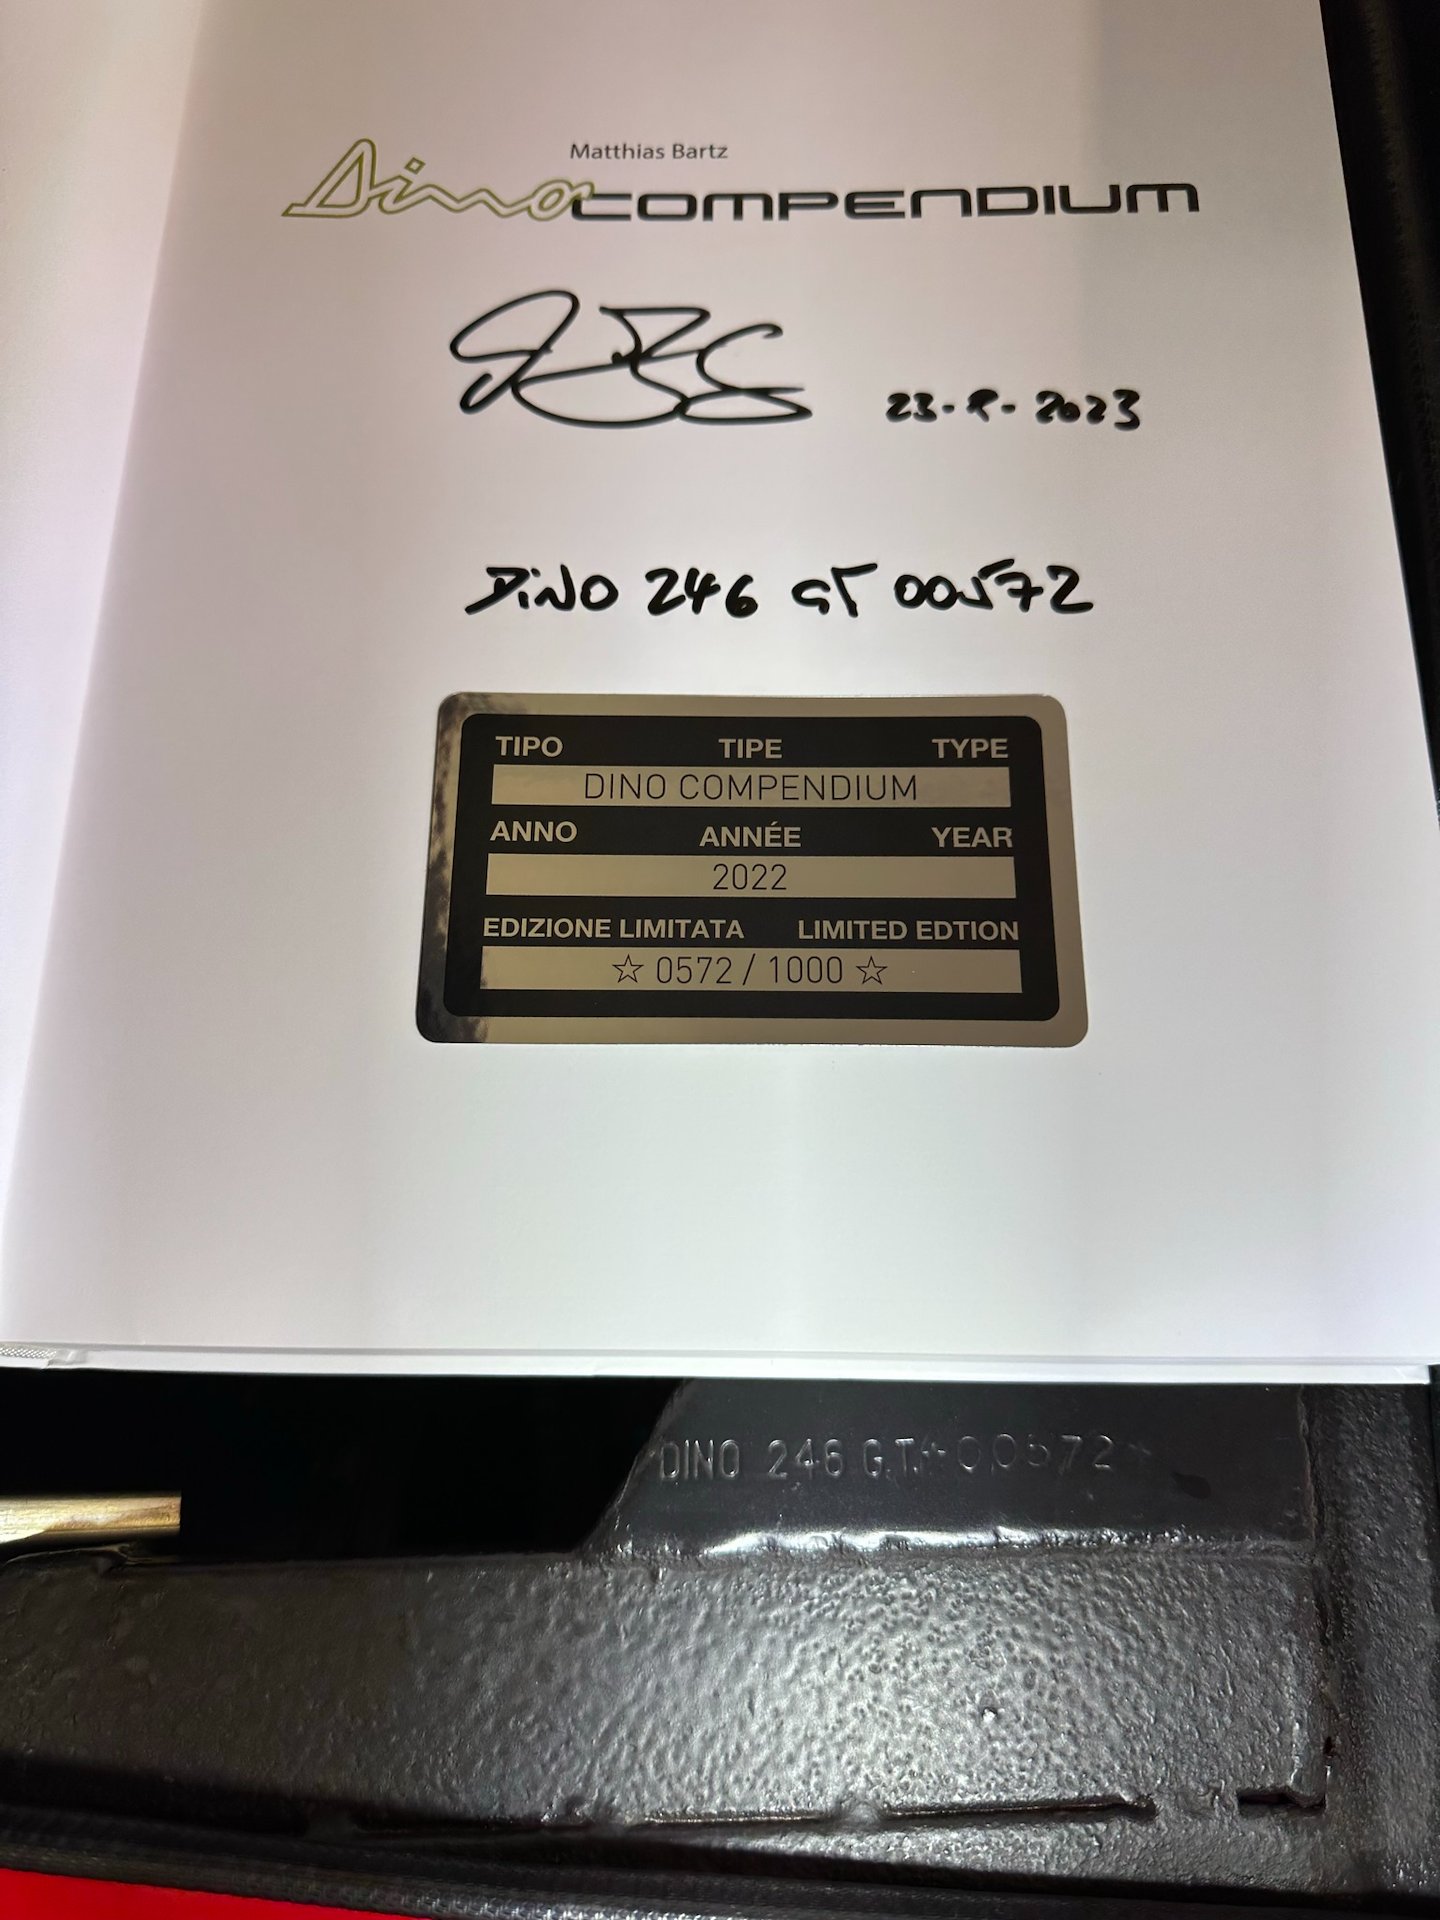 Matthias Bartz
Dino COMPENDIUM
23-9-2023
DiNO 246 GT 00572
TIPO TIPE TYPE
DINO COMPENDIUM
ANNO ANNÉE YEAR
2022
EDIZIONE LIMITATA LIMITED EDTION
☆ 0572 / 1000 ☆
DINO 246 G.T.*00572*